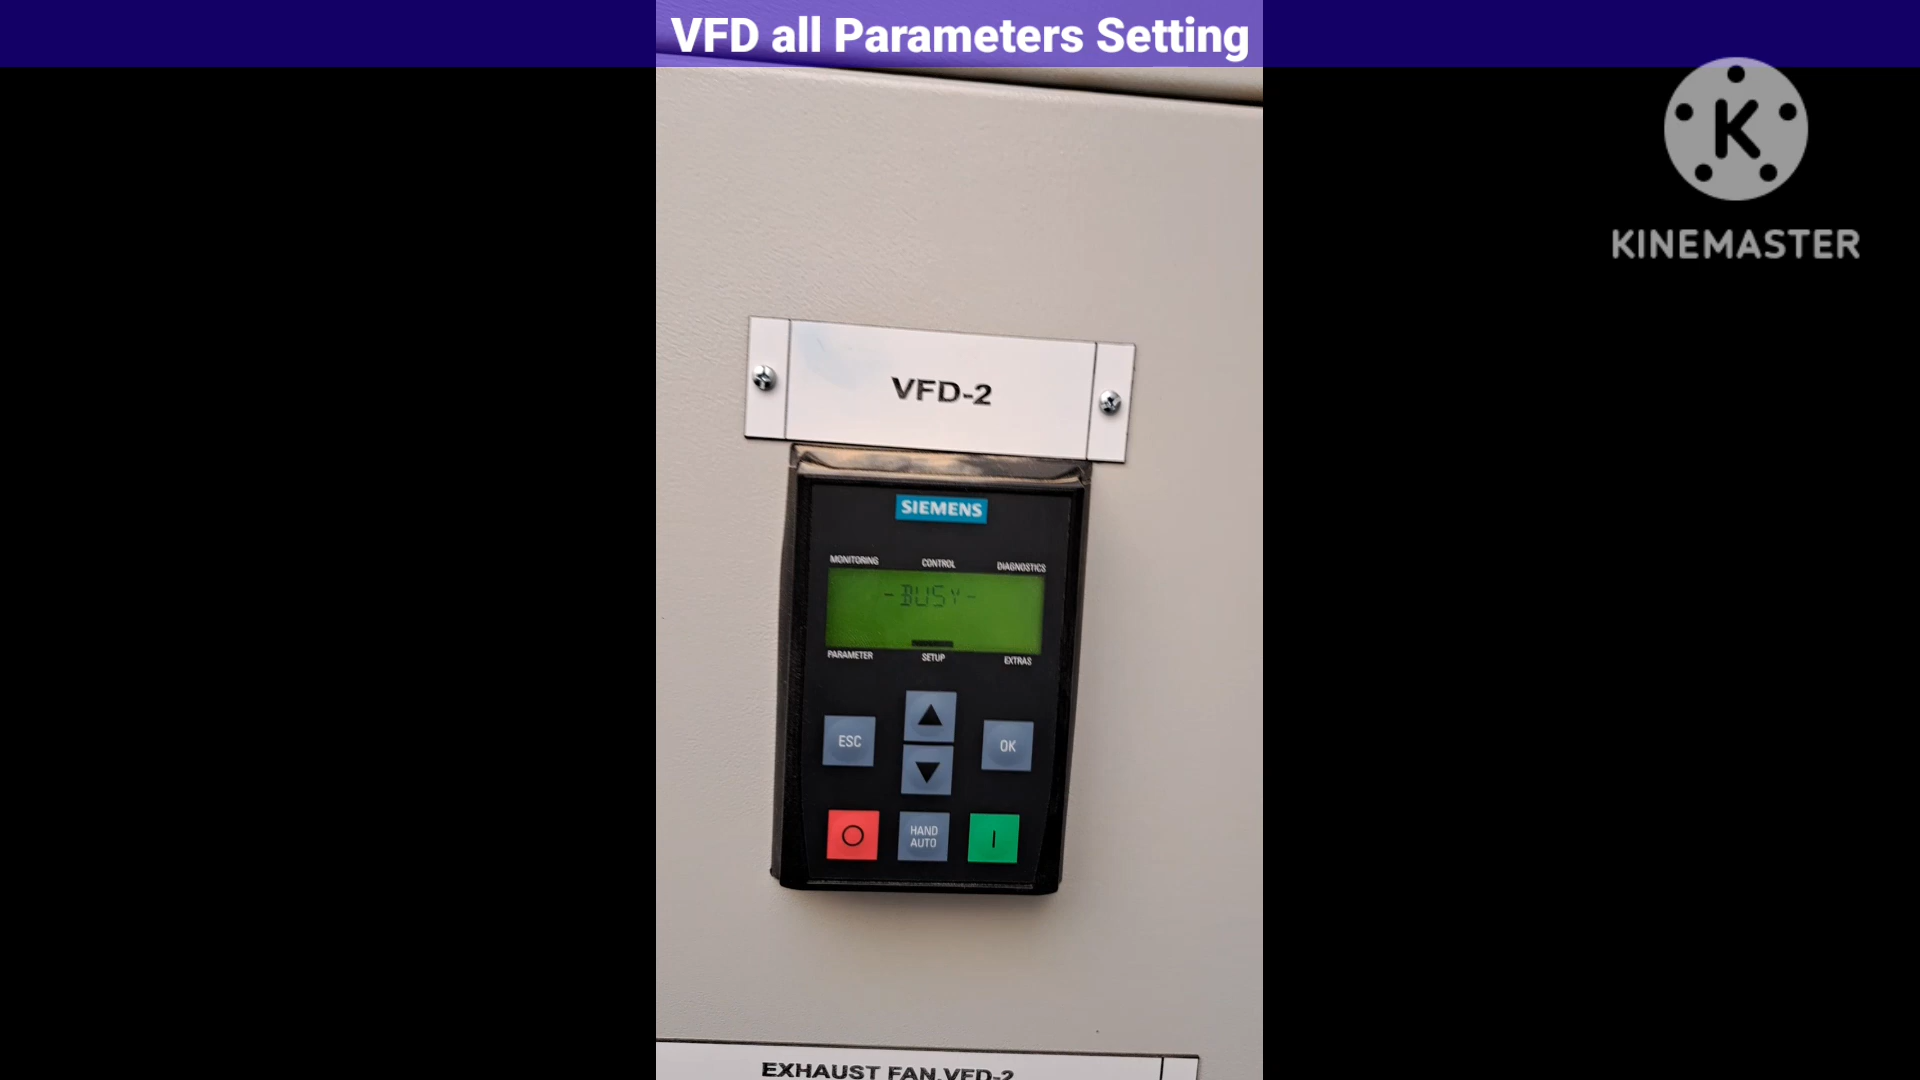 VFD all Parameters Setting
K
KINEMASTER
VFD-2
SIEMENS
MONITORING CONTROL DIAGNOSTICS
-BUSY-
PARAMETER SETUP EXTRAS
ESC OK
HAND
AUTO
EXHAUST FAN.VFD-2